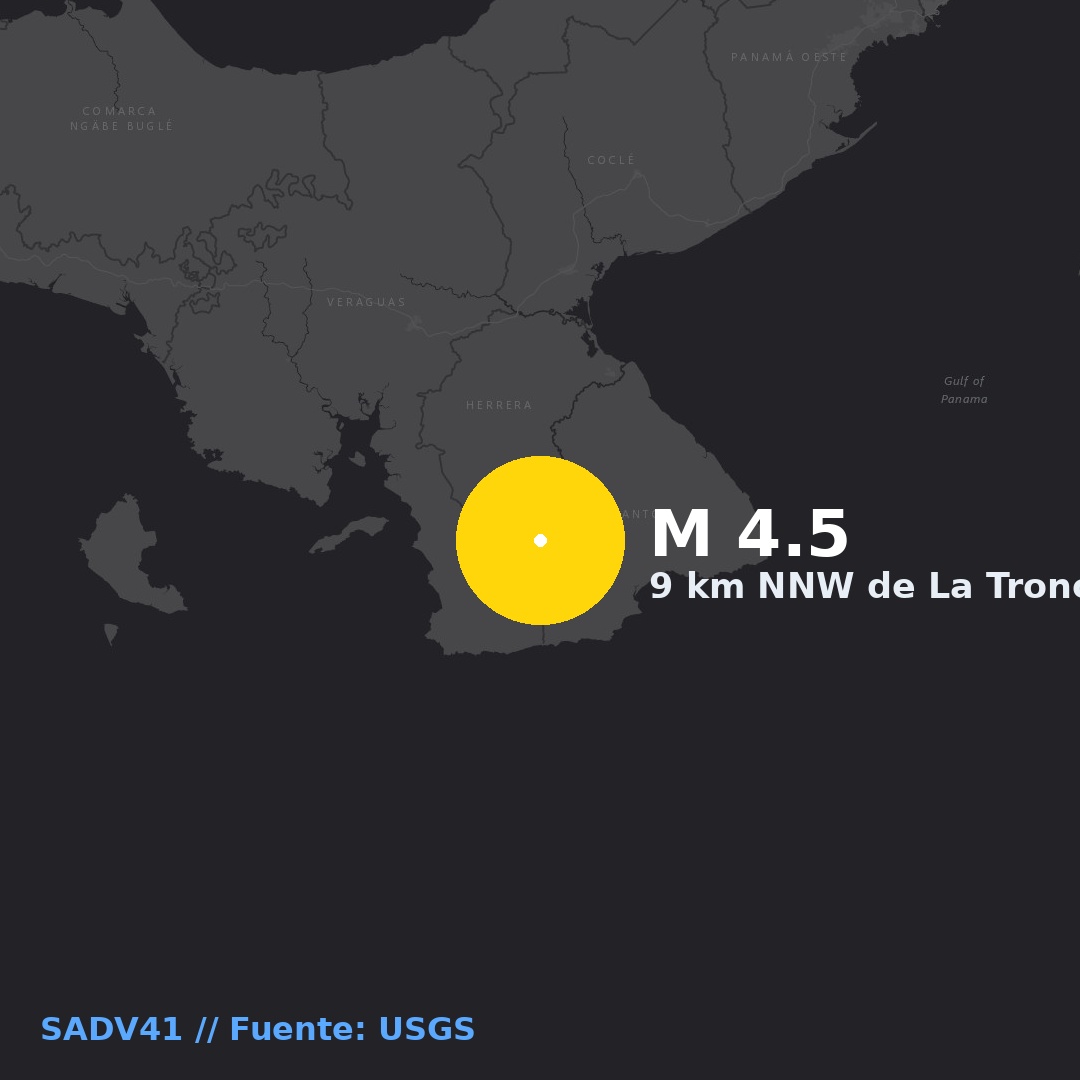 PANAMÁ OESTE
COMARCA
NGÄBE BUGLÉ
COCLÉ
VERAGUAS
Gulf of
Panama
HERRERA
M 4.5
9 km NNW de La
SADV41 // Fuente: USGS